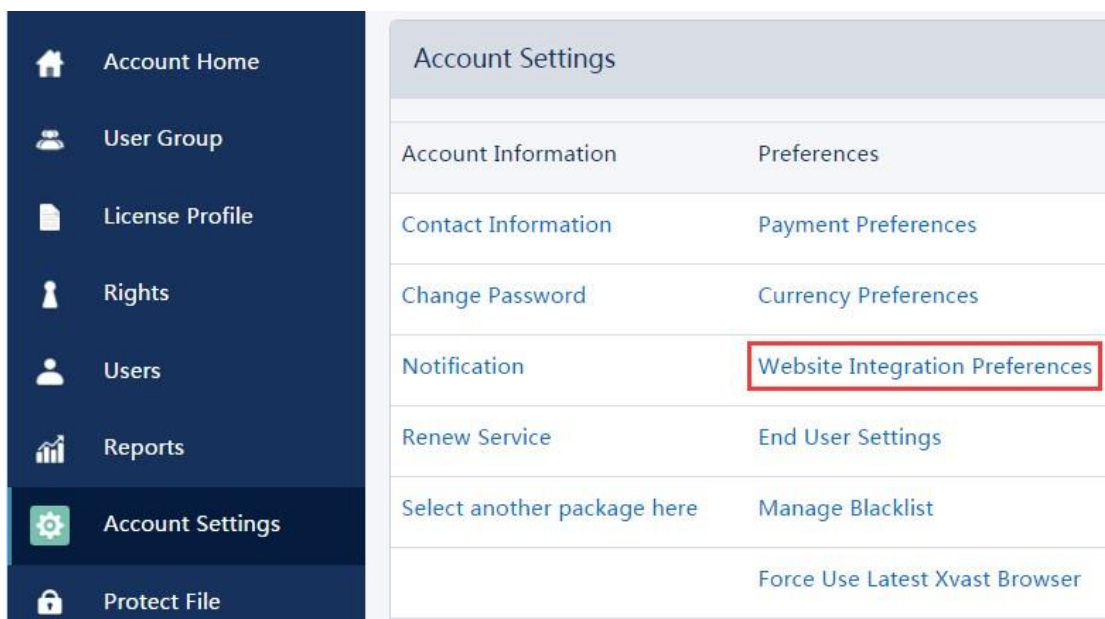 Account Home
User Group
License Profile
Rights
Users
Reports
Account Settings
Protect File
Account Settings
Account Information Preferences
Contact Information Payment Preferences
Change Password Currency Preferences
Notification Website Integration Preferences
Renew Service End User Settings
Select another package here Manage Blacklist
Force Use Latest Xvast Browser